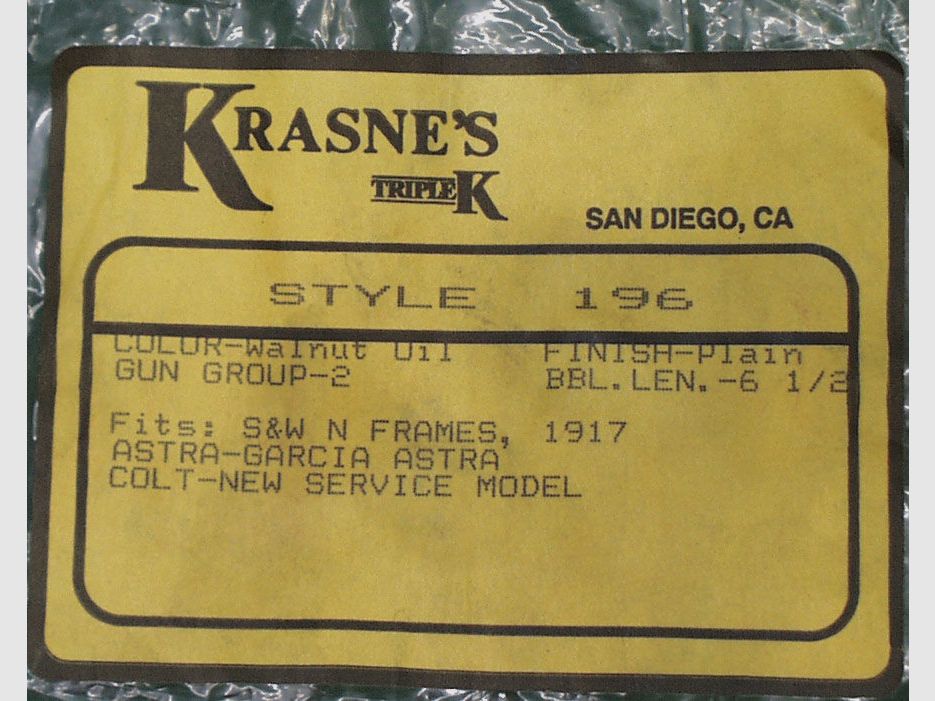 KRASNE'S
TRIPLE K
SAN DIEGO, CA
STYLE 196
COLOR-Walnut Oil FINISH-Plain
GUN GROUP-2 BBL.LEN.-6 1/2
Fits: S&W N FRAMES, 1917
ASTRA-GARCIA ASTRA
COLT-NEW SERVICE MODEL